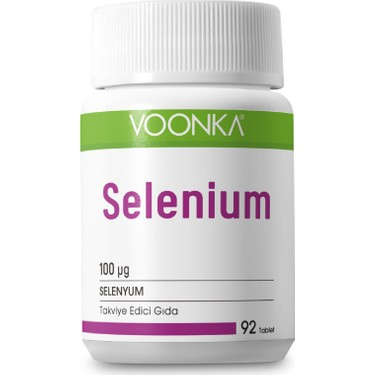 VOONKA®
Selenium
100 µg
SELENYUM
Takviye Edici Gıda
92 Tablet